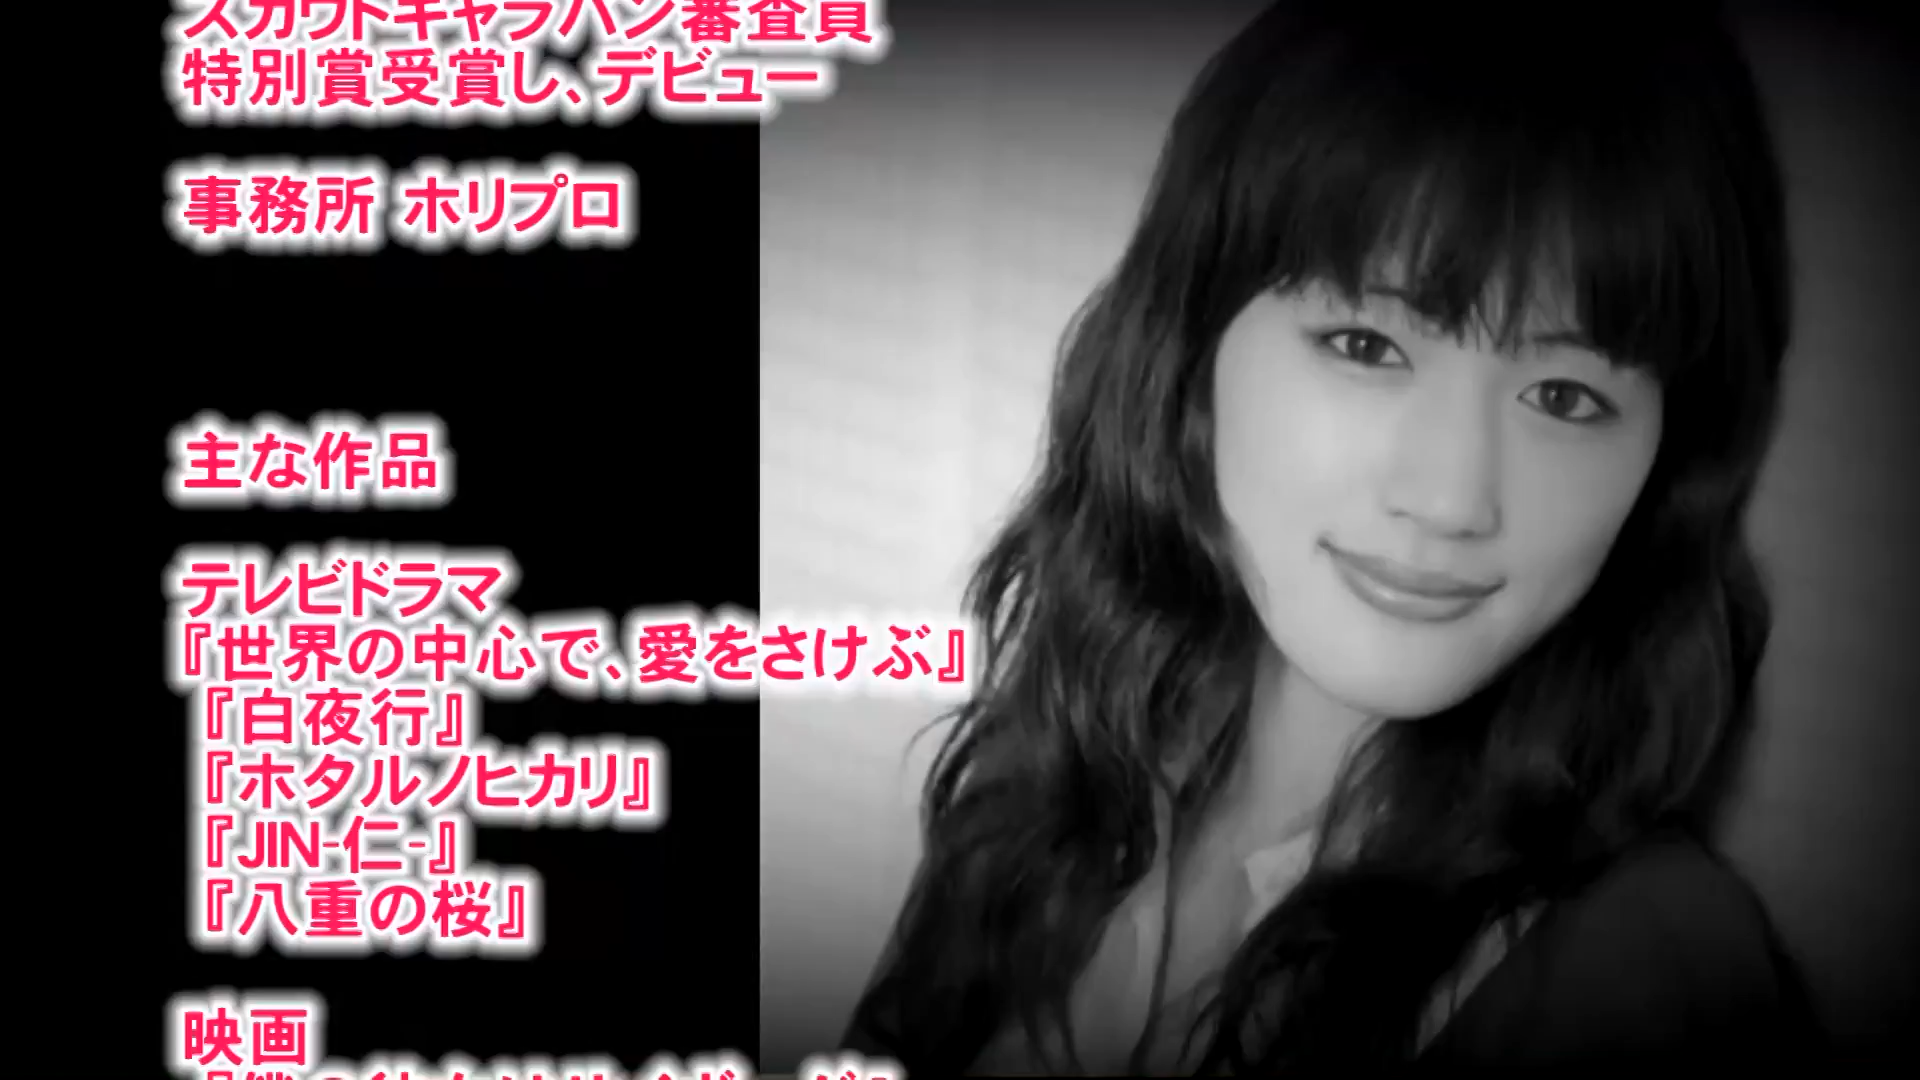 スカウトキャラバン審査員
特別賞受賞し、デビュー
事務所 ホリプロ
主な作品
テレビドラマ
『世界の中心で、愛をさけぶ』
『白夜行』
『ホタルノヒカリ』
『JIN-仁-』
『八重の桜』
映画